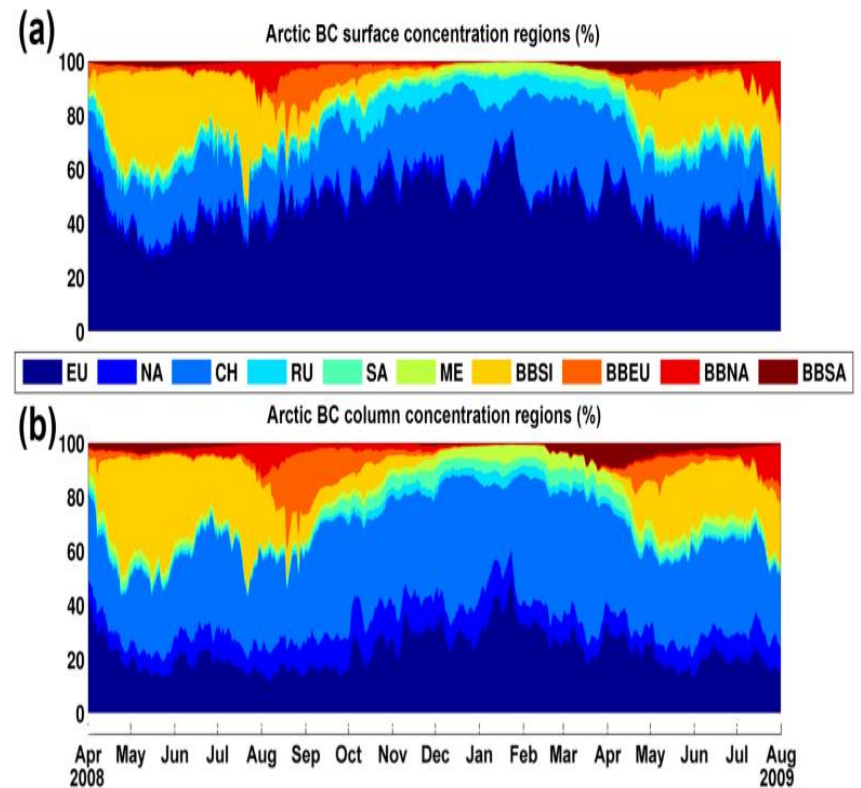 (a)
Arctic BC surface concentration regions (%)
100
80
60
40
20
0
EU NA CH RU SA ME BBSI BBEU BBNA BBSA
(b)
Arctic BC column concentration regions (%)
100
80
60
40
20
0
Apr May Jun Jul Aug Sep Oct Nov Dec Jan Feb Mar Apr May Jun Jul Aug
2008 2009